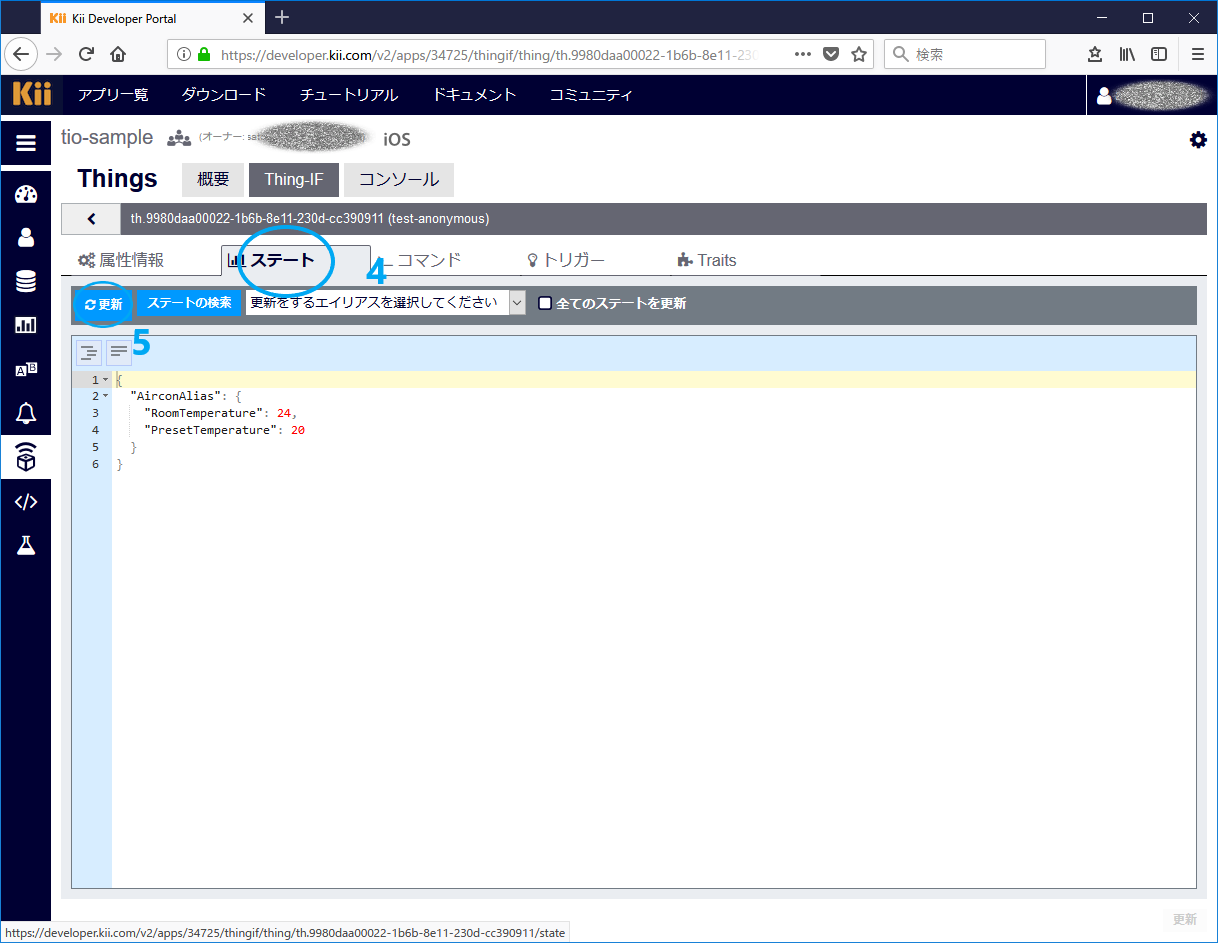 Kii Kii Developer Portal
https://developer.kii.com/v2/apps/34725/thingif/thing/th.9980daa00022-1b6b-8e11-230
検索
Kii アプリ一覧 ダウンロード チュートリアル ドキュメント コミュニティ
tio-sample (オーナー: iOS
Things 概要 Thing-IF コンソール
th.9980daa00022-1b6b-8e11-230d-cc390911 (test-anonymous)
属性情報 ステート 4 コマンド トリガー Traits
更新 ステートの検索 更新をするエイリアスを選択してください 全てのステートを更新
5
1 {
2 "AirconAlias": {
3 "RoomTemperature": 24,
4 "PresetTemperature": 20
5 }
6 }
更新
https://developer.kii.com/v2/apps/34725/thingif/thing/th.9980daa00022-1b6b-8e11-230d-cc390911/state